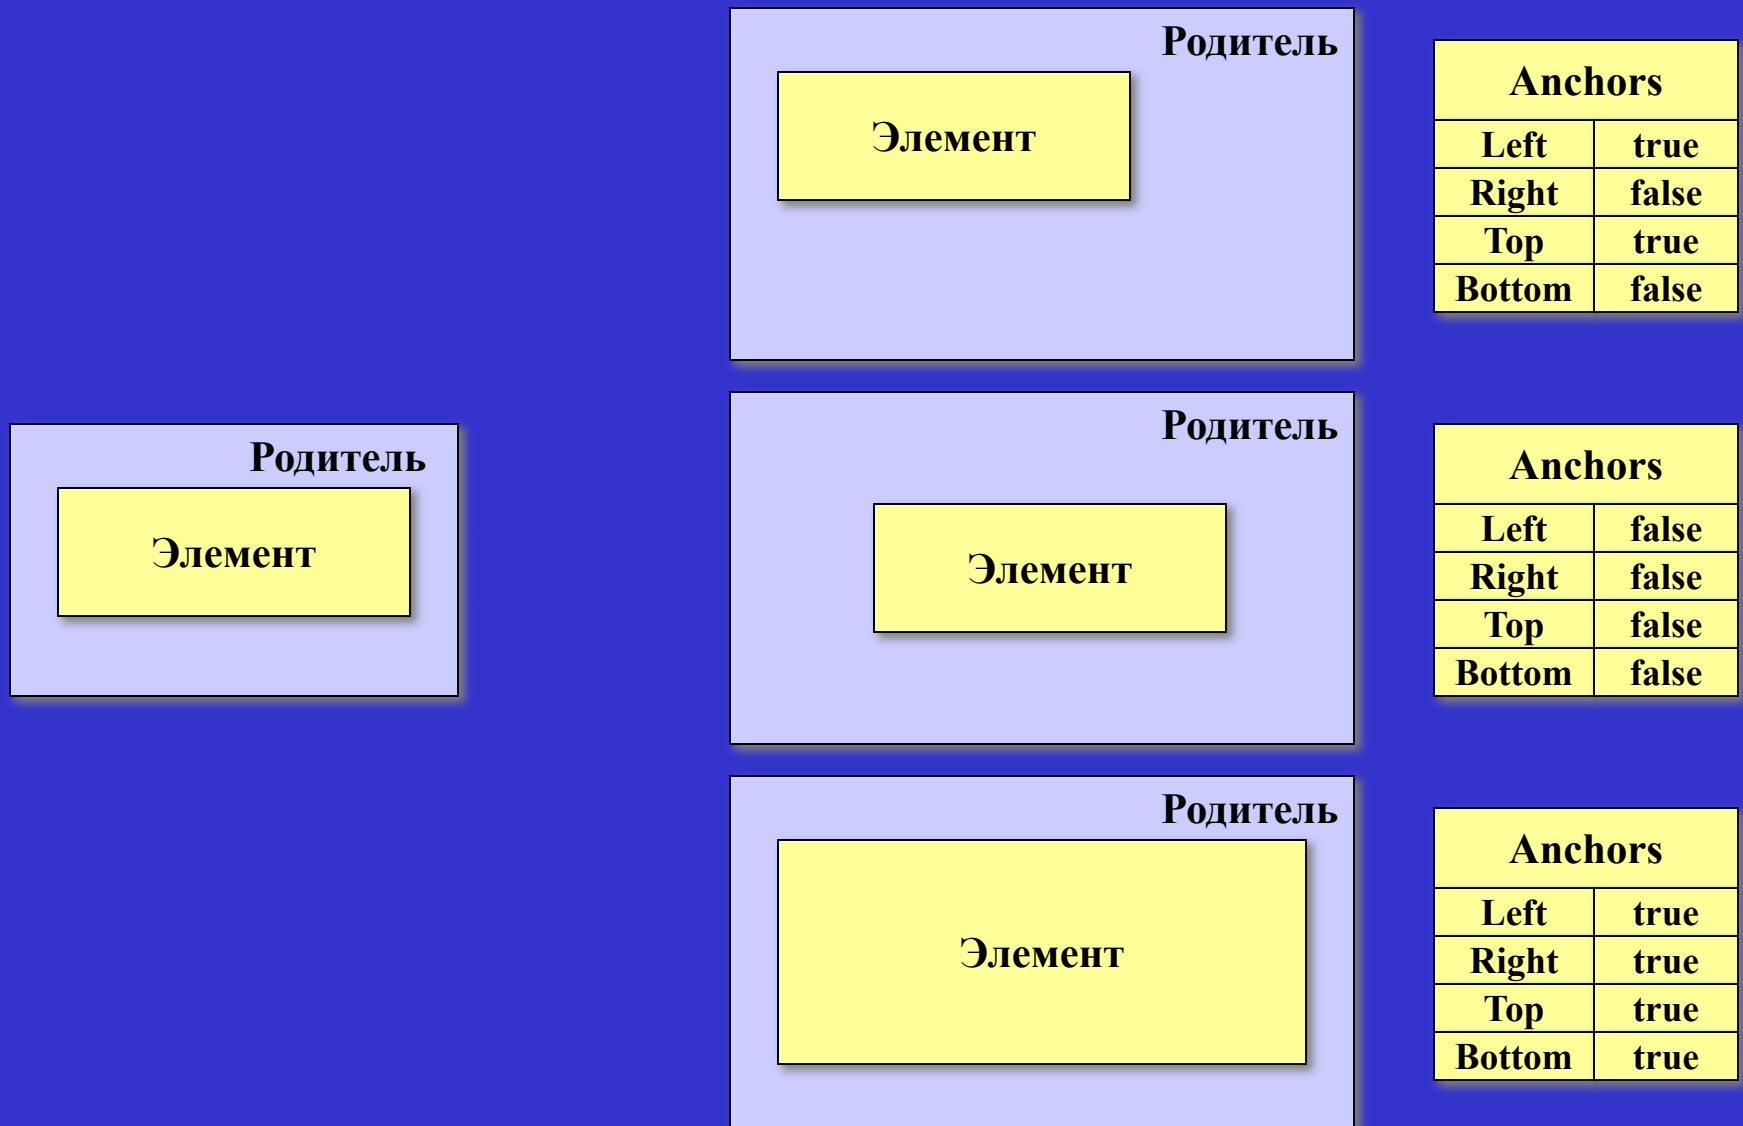 Родитель
Элемент
Родитель
Элемент
Anchors
Left true
Right false
Top true
Bottom false
Родитель
Элемент
Anchors
Left false
Right false
Top false
Bottom false
Родитель
Элемент
Anchors
Left true
Right true
Top true
Bottom true